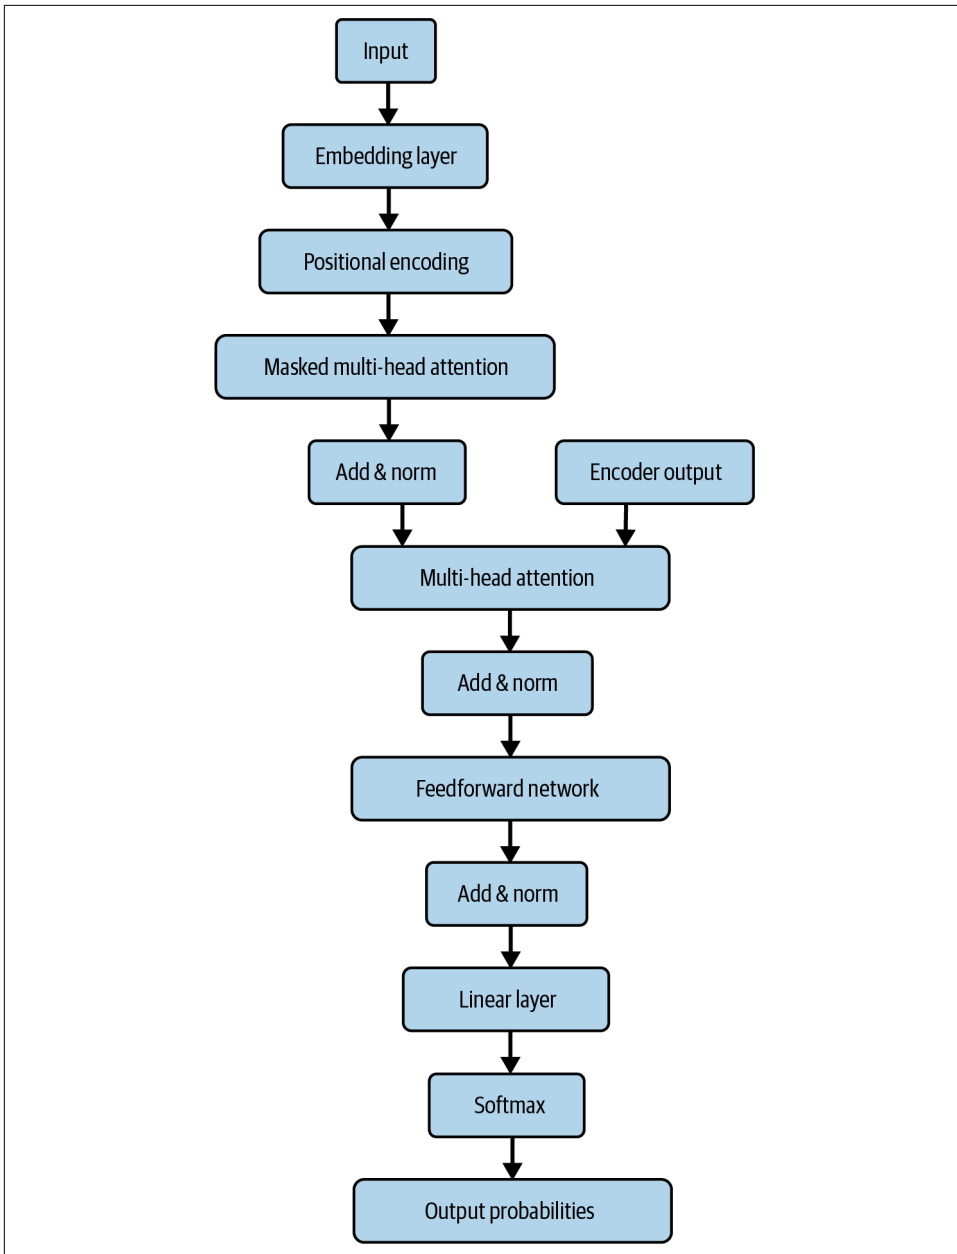 Input
Embedding layer
Positional encoding
Masked multi-head attention
Add & norm
Encoder output
Multi-head attention
Add & norm
Feedforward network
Add & norm
Linear layer
Softmax
Output probabilities